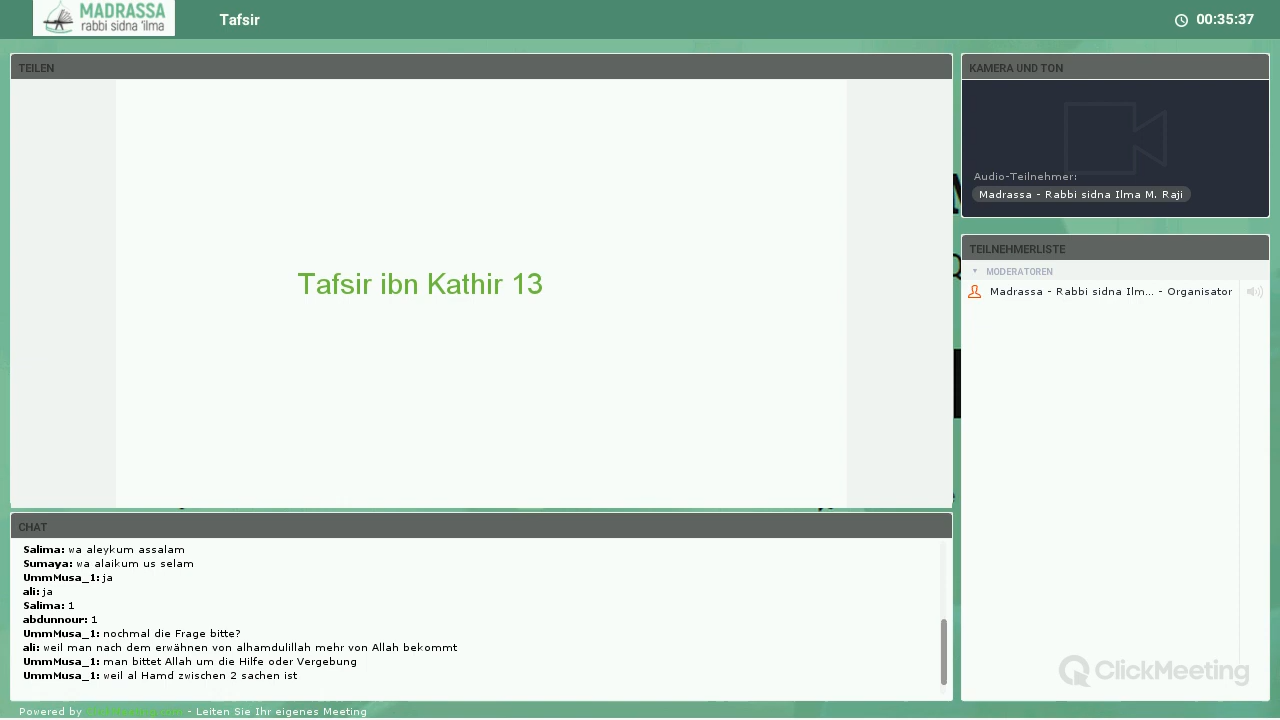 MADRASSA
rabbi sidna 'ilma
Tafsir
00:35:37
TEILEN
Tafsir ibn Kathir 13
KAMERA UND TON
Audio-Teilnehmer:
Madrassa - Rabbi sidna Ilma M. Raji
TEILNEHMERLISTE
MODERATOREN
Madrassa - Rabbi sidna Ilm... - Organisator
CHAT
Salima: wa aleykum assalam
Sumaya: wa alaikum us selam
UmmMusa_1: ja
ali: ja
Salima: 1
abdunnour: 1
UmmMusa_1: nochmal die Frage bitte?
ali: weil man nach dem erwähnen von alhamdulillah mehr von Allah bekommt
UmmMusa_1: man bittet Allah um die Hilfe oder Vergebung
UmmMusa_1: weil al Hamd zwischen 2 sachen ist
ClickMeeting
Powered by - Leiten Sie Ihr eigenes Meeting